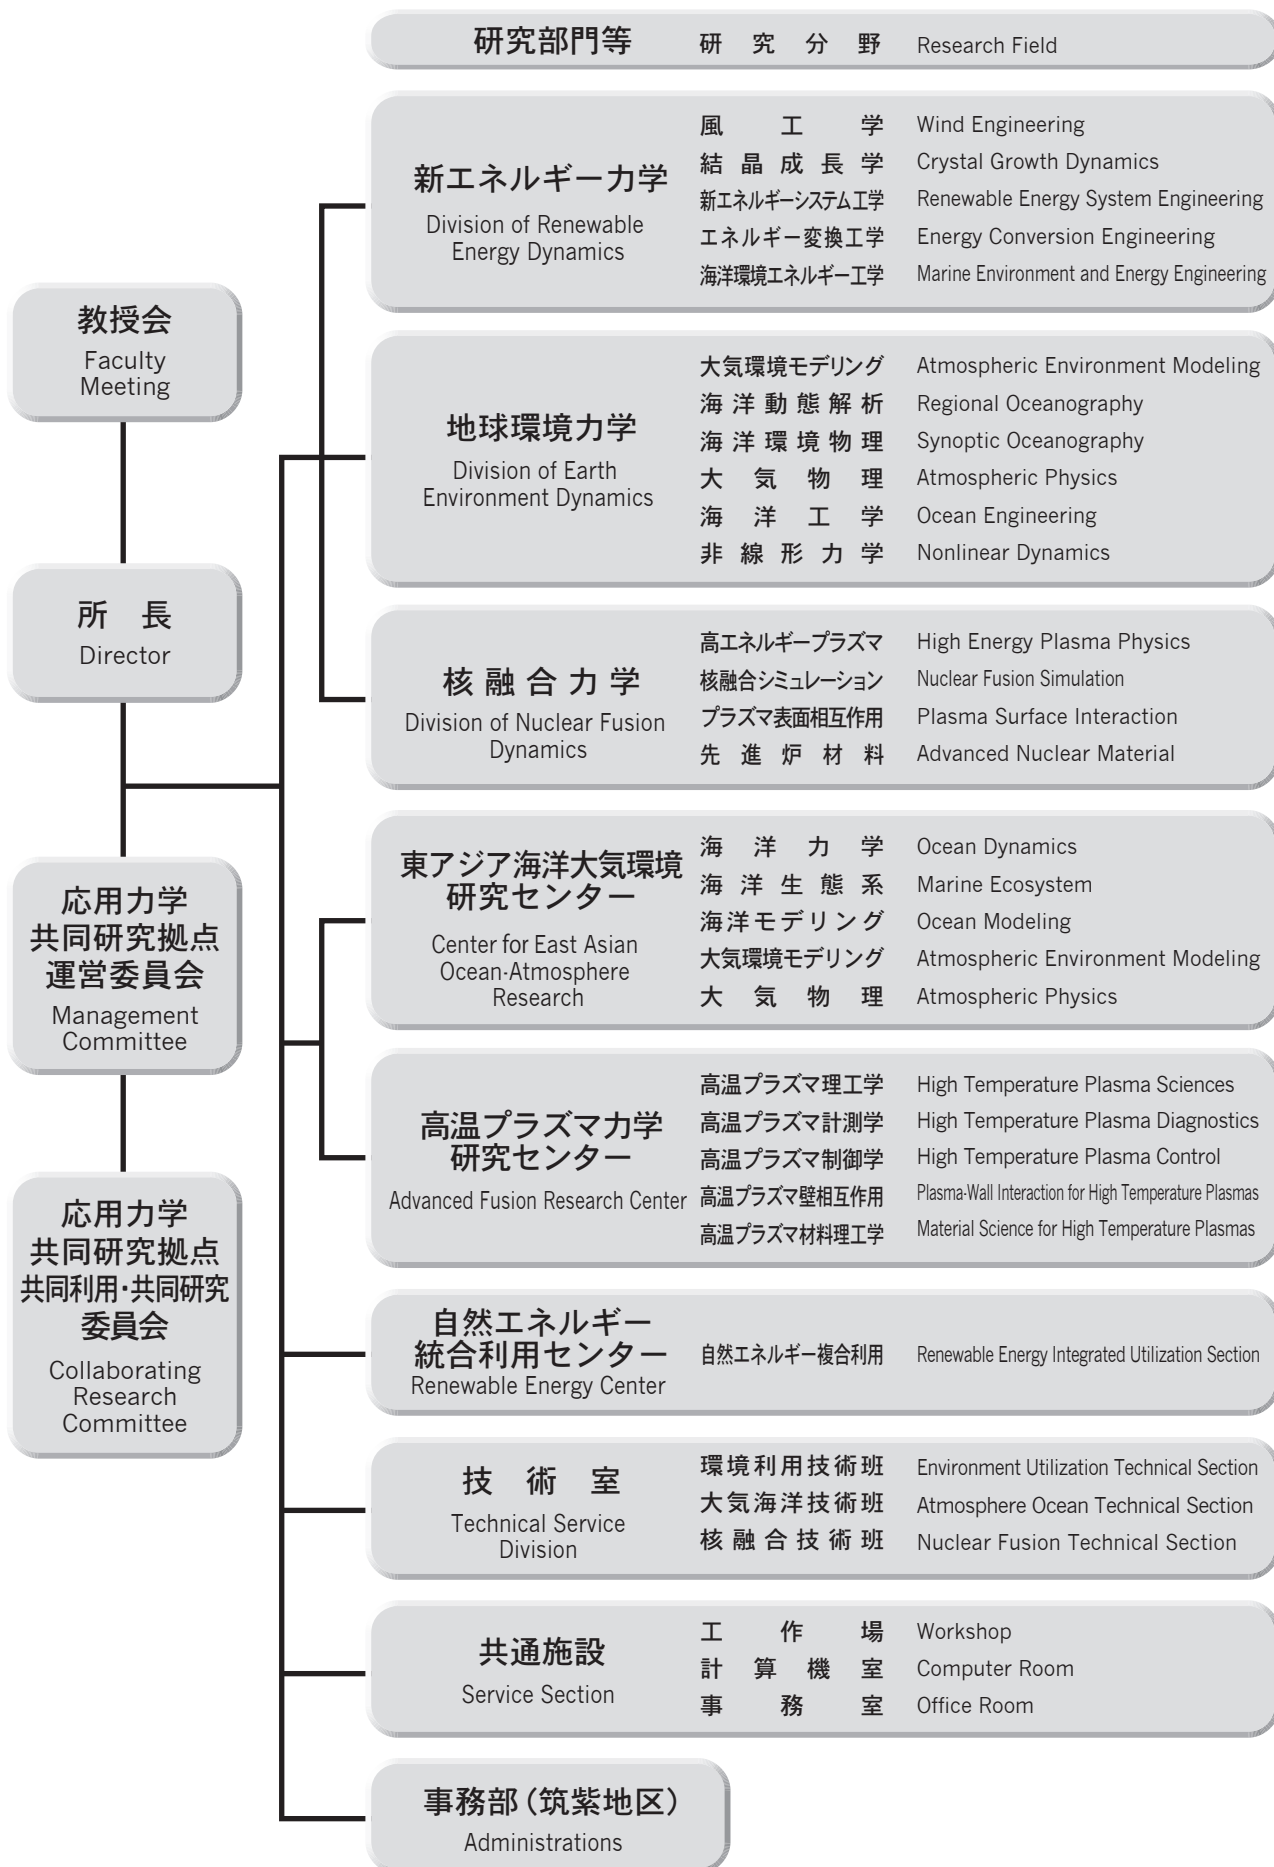 研究部門等 研究分野 Research Field
教授会
Faculty
Meeting
所 長
Director
応用力学
共同研究拠点
運営委員会
Management
Committee
応用力学
共同研究拠点
共同利用・共同研究
委員会
Collaborating
Research
Committee
新エネルギー力学
Division of Renewable
Energy Dynamics
風工学 Wind Engineering
結晶成長学 Crystal Growth Dynamics
新エネルギーシステム工学 Renewable Energy System Engineering
エネルギー変換工学 Energy Conversion Engineering
海洋環境エネルギー工学 Marine Environment and Energy Engineering
地球環境力学
Division of Earth
Environment Dynamics
大気環境モデリング Atmospheric Environment Modeling
海洋動態解析 Regional Oceanography
海洋環境物理 Synoptic Oceanography
大気物理 Atmospheric Physics
海洋工学 Ocean Engineering
非線形力学 Nonlinear Dynamics
核融合力学
Division of Nuclear Fusion
Dynamics
高エネルギープラズマ High Energy Plasma Physics
核融合シミュレーション Nuclear Fusion Simulation
プラズマ表面相互作用 Plasma Surface Interaction
先進炉材料 Advanced Nuclear Material
東アジア海洋大気環境
研究センター
Center for East Asian
Ocean-Atmosphere
Research
海洋力学 Ocean Dynamics
海洋生態系 Marine Ecosystem
海洋モデリング Ocean Modeling
大気環境モデリング Atmospheric Environment Modeling
大気物理 Atmospheric Physics
高温プラズマ力学
研究センター
Advanced Fusion Research Center
高温プラズマ理工学 High Temperature Plasma Sciences
高温プラズマ計測学 High Temperature Plasma Diagnostics
高温プラズマ制御学 High Temperature Plasma Control
高温プラズマ壁相互作用 Plasma-Wall Interaction for High Temperature Plasmas
高温プラズマ材料理工学 Material Science for High Temperature Plasmas
自然エネルギー
統合利用センター
Renewable Energy Center
自然エネルギー複合利用 Renewable Energy Integrated Utilization Section
技 術 室
Technical Service
Division
環境利用技術班 Environment Utilization Technical Section
大気海洋技術班 Atmosphere Ocean Technical Section
核融合技術班 Nuclear Fusion Technical Section
共通施設
Service Section
工作場 Workshop
計算機室 Computer Room
事務室 Office Room
事務部（筑紫地区）
Administrations